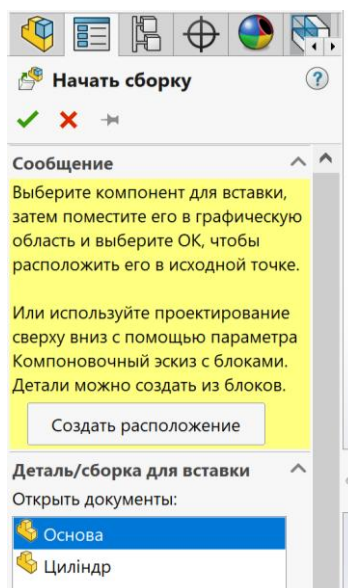 Начать сборку
?
Сообщение
Выберите компонент для вставки,
затем поместите его в графическую
область и выберите ОК, чтобы
расположить его в исходной точке.
Или используйте проектирование
сверху вниз с помощью параметра
Компоновочный эскиз с блоками.
Детали можно создать из блоков.
Создать расположение
Деталь/сборка для вставки
Открыть документы:
Основа
Циліндр